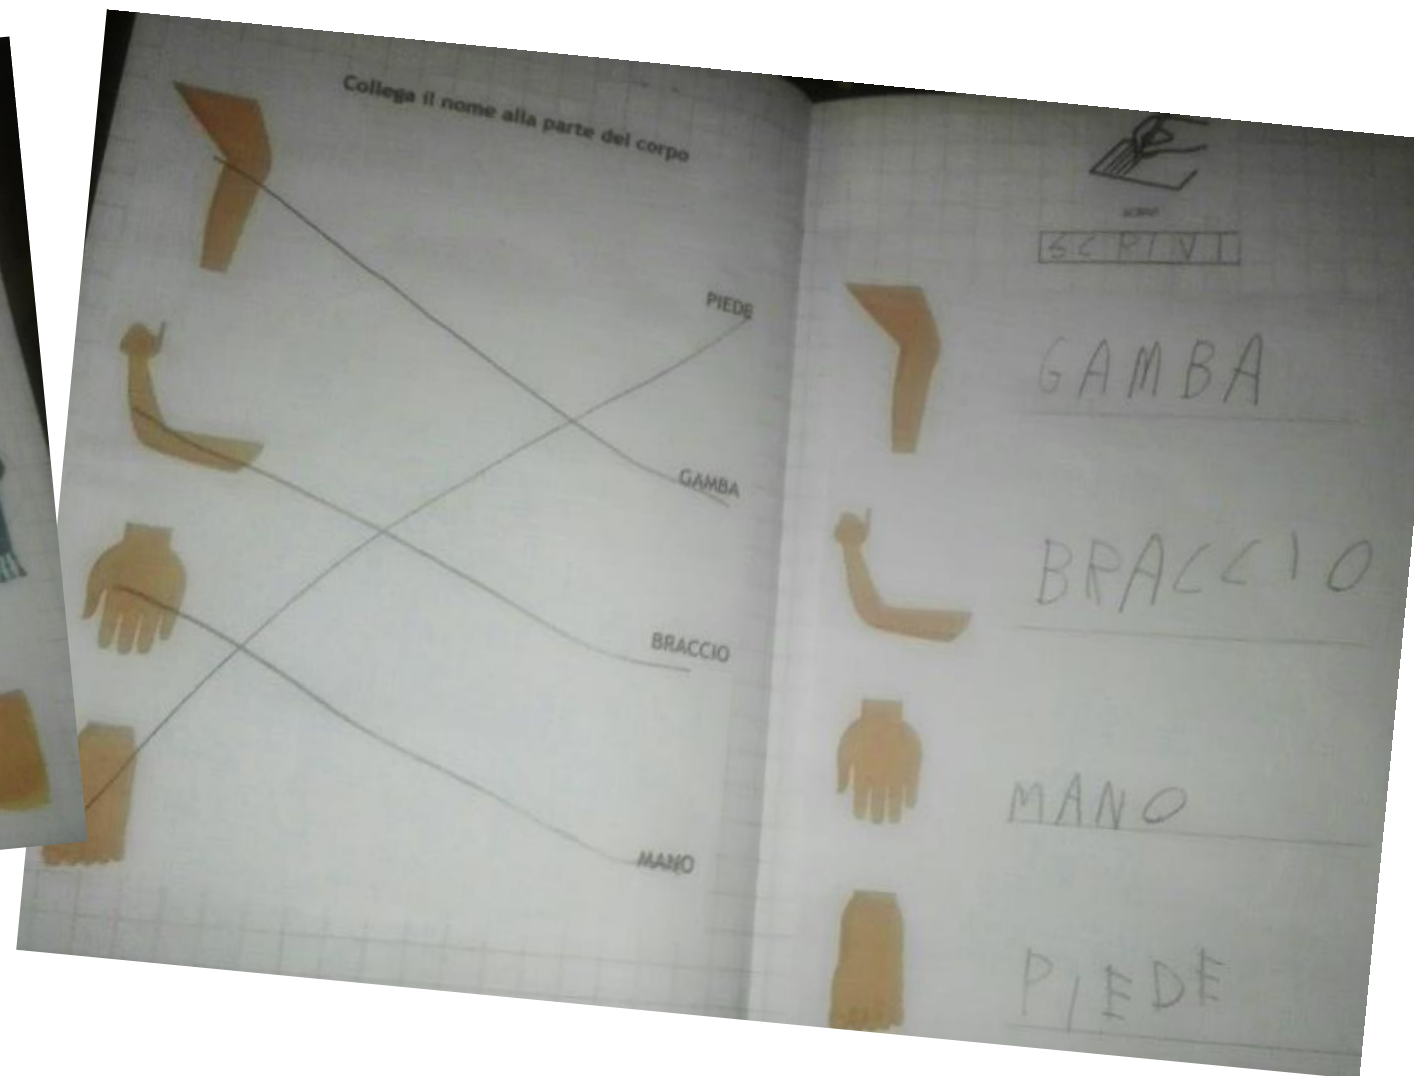 Collega il nome alla parte del corpo
PIEDE
GAMBA
BRACCIO
MANO
SCRIVI
GAMBA
BRACCIO
MANO
PIEDE